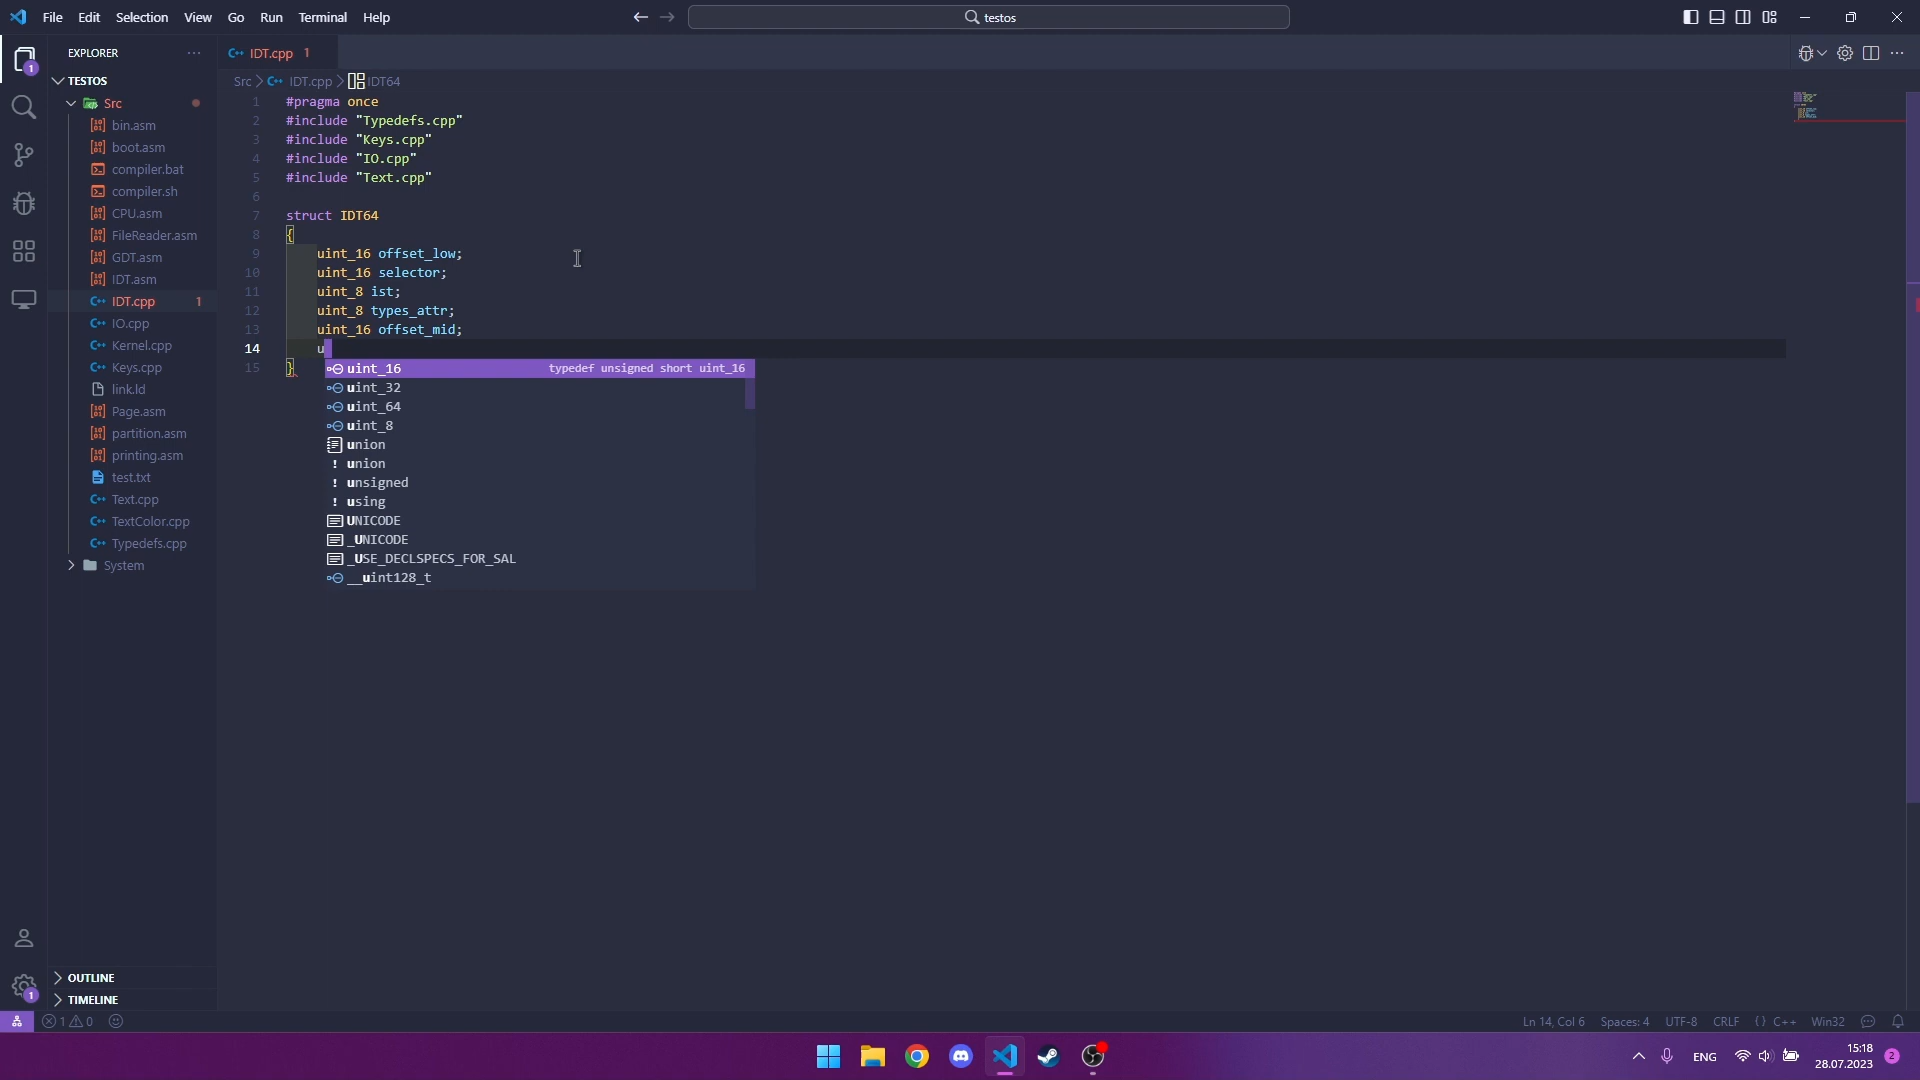 File Edit Selection View Go Run Terminal Help
testos
EXPLORER
TESTOS
Src
bin.asm
boot.asm
compiler.bat
compiler.sh
CPU.asm
FileReader.asm
GDT.asm
IDT.asm
IDT.cpp 1
IO.cpp
Kernel.cpp
Keys.cpp
link.ld
Page.asm
partition.asm
printing.asm
test.txt
Text.cpp
TextColor.cpp
Typedefs.cpp
System
OUTLINE
TIMELINE
IDT.cpp 1
Src > IDT.cpp > IDT64
1 #pragma once
2 #include "Typedefs.cpp"
3 #include "Keys.cpp"
4 #include "IO.cpp"
5 #include "Text.cpp"
6
7 struct IDT64
8 {
9 uint_16 offset_low;
10 uint_16 selector;
11 uint_8 ist;
12 uint_8 types_attr;
13 uint_16 offset_mid;
14 u
15 }
uint_16 typedef unsigned short uint_16
uint_32
uint_64
uint_8
union
union
unsigned
using
UNICODE
_UNICODE
_USE_DECLSPECS_FOR_SAL
__uint128_t
1
1
1 0
Ln 14, Col 6 Spaces: 4 UTF-8 CRLF {} C++ Win32
ENG
15:18
28.07.2023
2